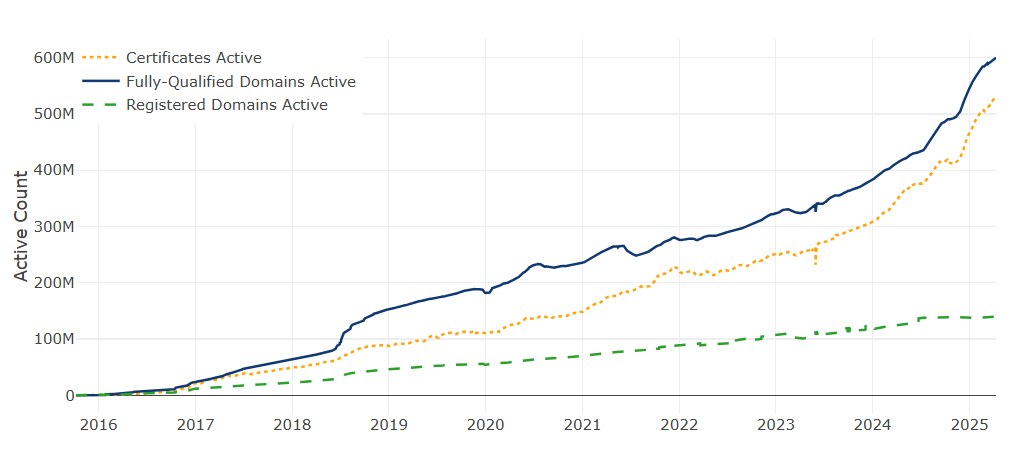 600M
500M
400M
300M
200M
100M
0
Active Count
Certificates Active
Fully-Qualified Domains Active
Registered Domains Active
2016 2017 2018 2019 2020 2021 2022 2023 2024 2025